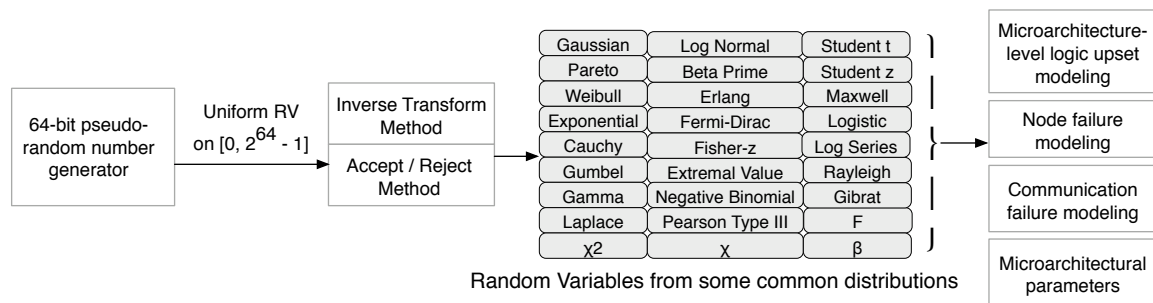 64-bit pseudo-
random number
generator
Uniform RV
on [0, 2^64 - 1]
Inverse Transform
Method
Accept / Reject
Method
Gaussian Log Normal Student t
Pareto Beta Prime Student z
Weibull Erlang Maxwell
Exponential Fermi-Dirac Logistic
Cauchy Fisher-z Log Series
Gumbel Extremal Value Rayleigh
Gamma Negative Binomial Gibrat
Laplace Pearson Type III F
χ2 χ β
Random Variables from some common distributions
Microarchitecture-
level logic upset
modeling
Node failure
modeling
Communication
failure modeling
Microarchitectural
parameters